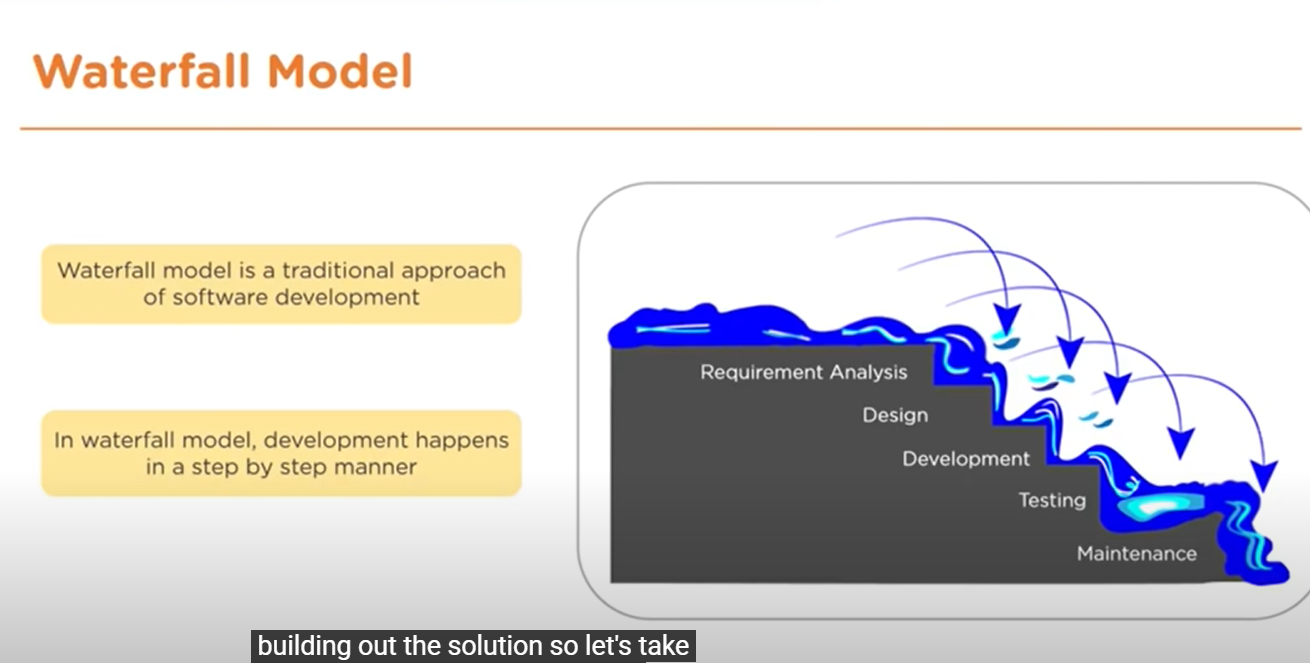 Waterfall Model
Waterfall model is a traditional approach
of software development
In waterfall model, development happens
in a step by step manner
Requirement Analysis
Design
Development
Testing
Maintenance
building out the solution so let's take